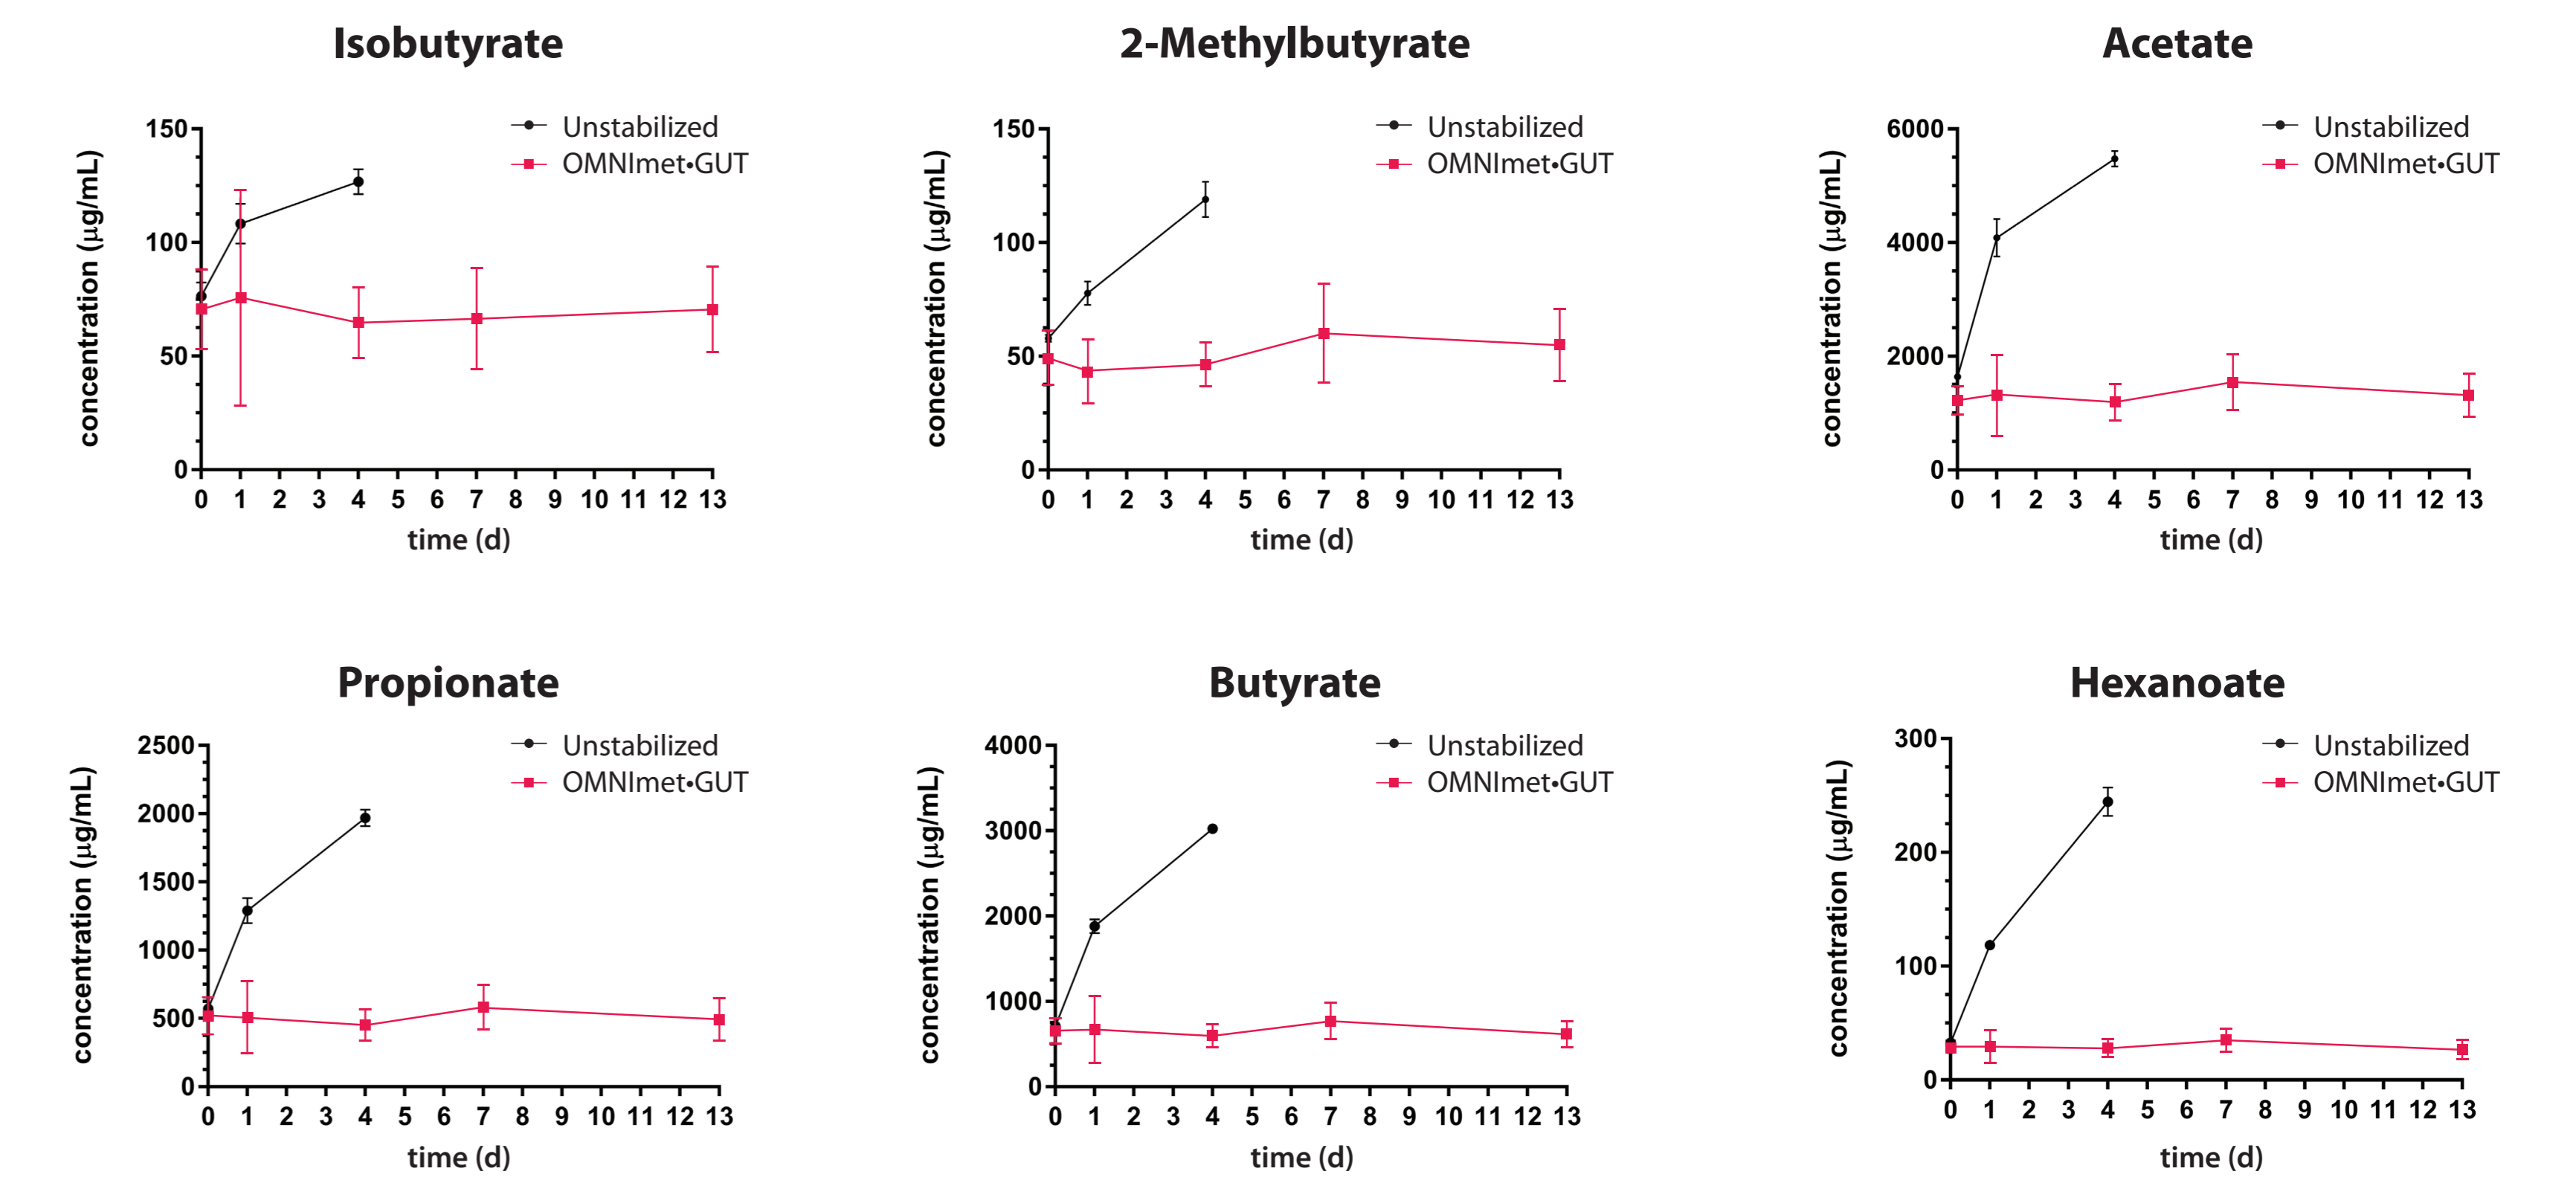 Isobutyrate
150
100
50
0
concentration (μg/mL)
Unstabilized
OMNImet•GUT
0 1 2 3 4 5 6 7 8 9 10 11 12 13
time (d)
2-Methylbutyrate
150
100
50
0
concentration (μg/mL)
Unstabilized
OMNImet•GUT
0 1 2 3 4 5 6 7 8 9 10 11 12 13
time (d)
Acetate
6000
4000
2000
0
concentration (μg/mL)
Unstabilized
OMNImet•GUT
0 1 2 3 4 5 6 7 8 9 10 11 12 13
time (d)
Propionate
2500
2000
1500
1000
500
0
concentration (μg/mL)
Unstabilized
OMNImet•GUT
0 1 2 3 4 5 6 7 8 9 10 11 12 13
time (d)
Butyrate
4000
3000
2000
1000
0
concentration (μg/mL)
Unstabilized
OMNImet•GUT
0 1 2 3 4 5 6 7 8 9 10 11 12 13
time (d)
Hexanoate
300
200
100
0
concentration (μg/mL)
Unstabilized
OMNImet•GUT
0 1 2 3 4 5 6 7 8 9 10 11 12 13
time (d)